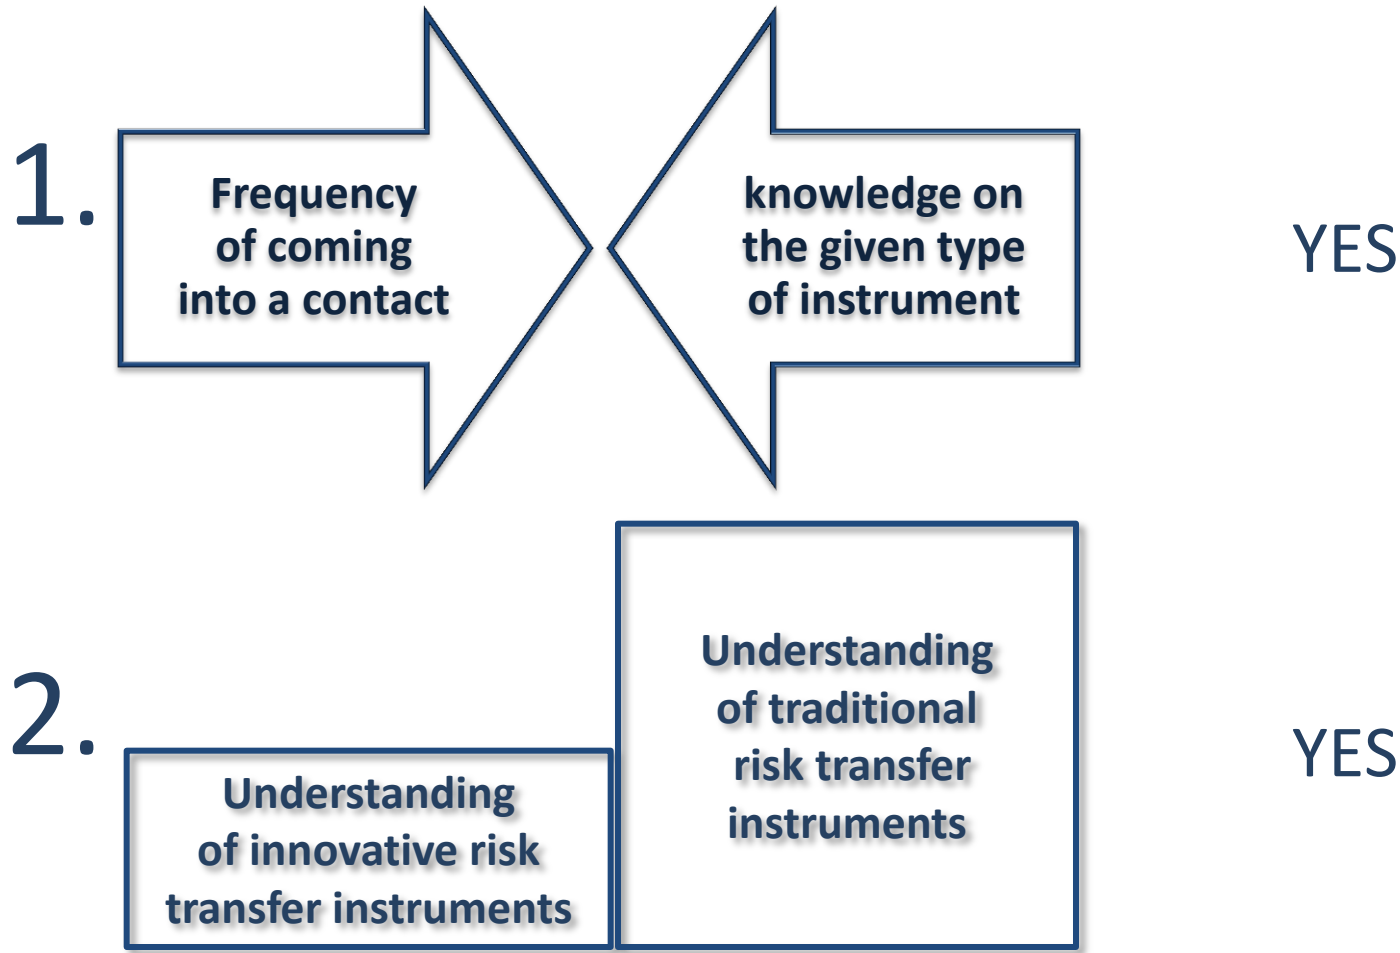 1.
Frequency
of coming
into a contact
knowledge on
the given type
of instrument
YES
2.
Understanding
of innovative risk
transfer instruments
Understanding
of traditional
risk transfer
instruments
YES